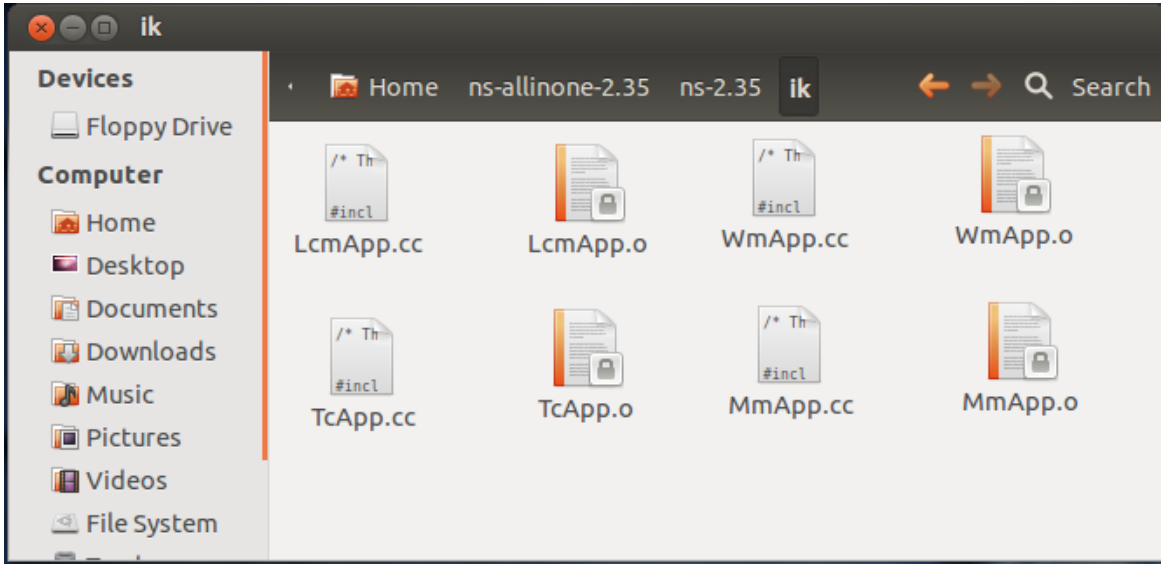 ik
Devices
Floppy Drive
Computer
Home
Desktop
Documents
Downloads
Music
Pictures
Videos
File System
Home ns-allinone-2.35 ns-2.35 ik Search
/* Th /* Th
#incl #incl
LcmApp.cc LcmApp.o WmApp.cc WmApp.o
/* Th /* Th
#incl #incl
TcApp.cc TcApp.o MmApp.cc MmApp.o